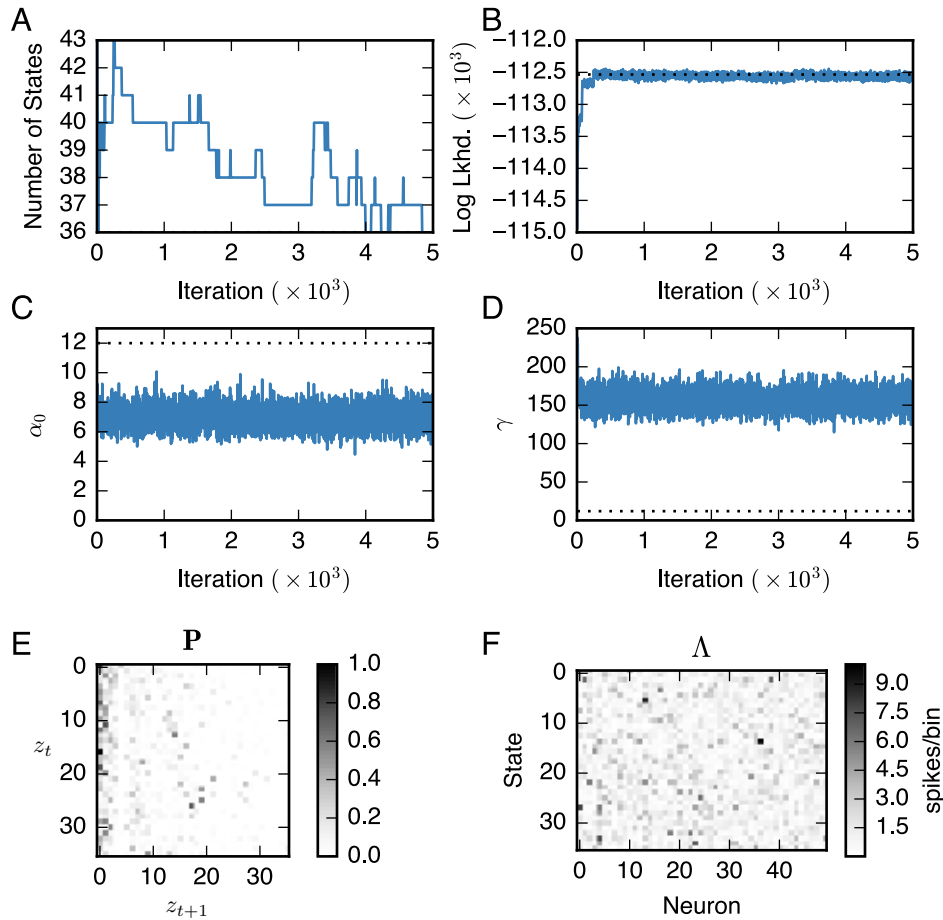 A
Number of States
43
42
41
40
39
38
37
36
0 1 2 3 4 5
Iteration (×10³)
B
Log Lkhd. (×10³)
−112.0
−112.5
−113.0
−113.5
−114.0
−114.5
−115.0
0 1 2 3 4 5
Iteration (×10³)
C
α₀
14
12
10
8
6
4
2
0
0 1 2 3 4 5
Iteration (×10³)
D
γ
250
200
150
100
50
0
0 1 2 3 4 5
Iteration (×10³)
E
P
z_t
0
10
20
30
0 10 20 30
z_{t+1}
1.0
0.8
0.6
0.4
0.2
0.0
F
Λ
State
0
10
20
30
0 10 20 30 40
Neuron
9.0
7.5
6.0
4.5
3.0
1.5
spikes/bin